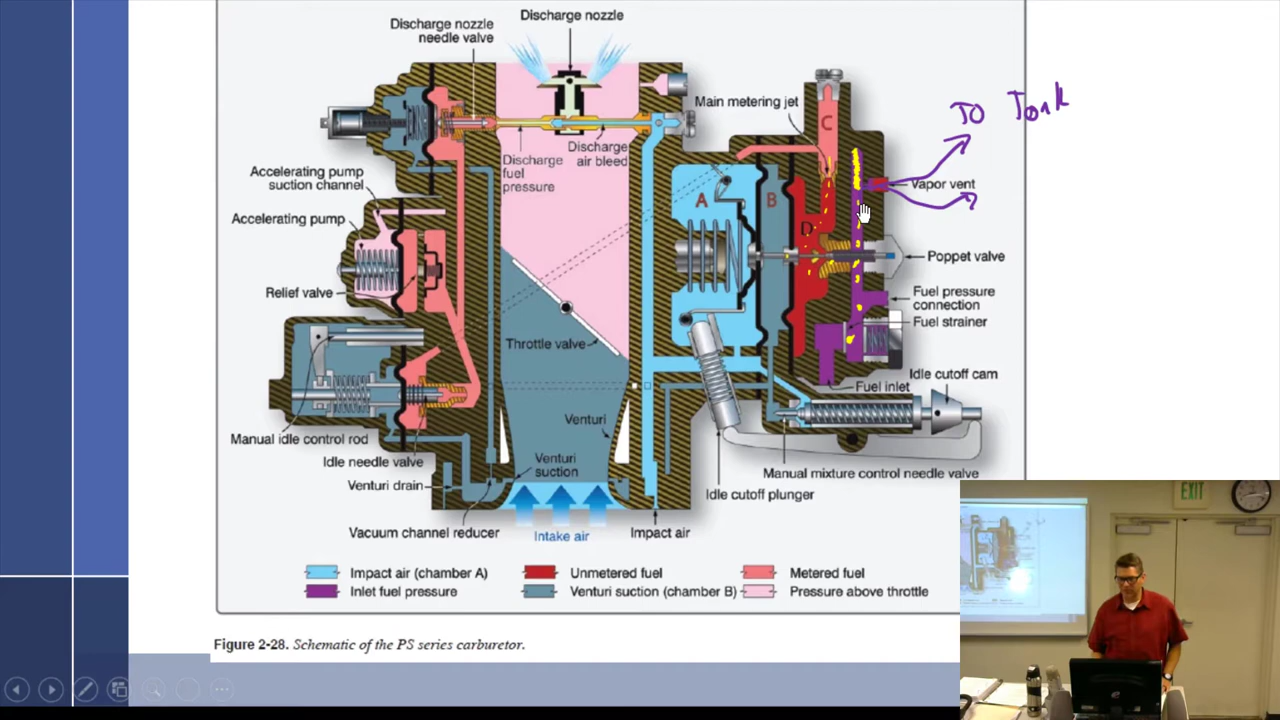 Discharge nozzle
Discharge nozzle
needle valve
TO Tank
Main metering jet
C
Discharge
fuel
pressure
Discharge
air bleed
Accelerating pump
suction channel
Vapor vent
A
B
D
Accelerating pump
Poppet valve
Relief valve
Fuel pressure
connection
Fuel strainer
Throttle valve
Fuel inlet
Idle cutoff cam
Venturi
Manual idle control rod
Idle needle valve
Venturi
suction
Manual mixture control needle valve
Venturi drain
Idle cutoff plunger
Vacuum channel reducer
Intake air
Impact air
EXIT
Impact air (chamber A)
Unmetered fuel
Metered fuel
Inlet fuel pressure
Venturi suction (chamber B)
Pressure above throttle
Figure 2-28. Schematic of the PS series carburetor.